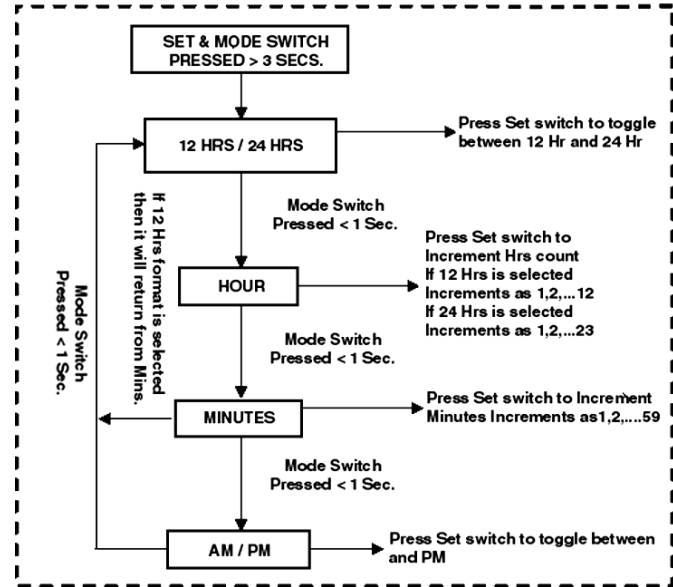 SET & MODE SWITCH
PRESSED > 3 SECS.
12 HRS / 24 HRS
Press Set switch to toggle
between 12 Hr and 24 Hr
Mode Switch
Pressed < 1 Sec.
If 12 Hrs format is selected
then it will return from Mins.
Mode Switch
Pressed < 1 Sec.
HOUR
Press Set switch to
Increment Hrs count
If 12 Hrs is selected
Increments as 1,2,...12
If 24 Hrs is selected
Increments as 1,2,...23
Mode Switch
Pressed < 1 Sec.
MINUTES
Press Set switch to Increment
Minutes Increments as1,2,....59
Mode Switch
Pressed < 1 Sec.
AM / PM
Press Set switch to toggle between
and PM